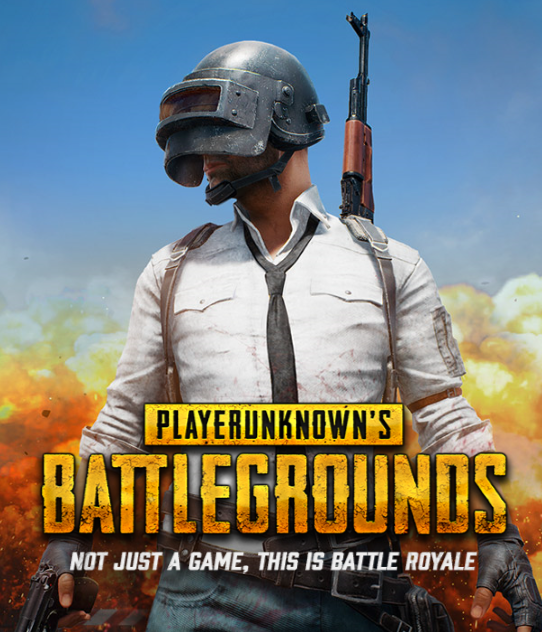 PLAYERUNKNOWN'S
BATTLEGROUNDS
NOT JUST A GAME, THIS IS BATTLE ROYALE